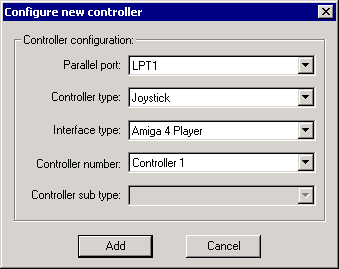 Configure new controller
Controller configuration:
Parallel port: LPT1
Controller type: Joystick
Interface type: Amiga 4 Player
Controller number: Controller 1
Controller sub type:
Add Cancel